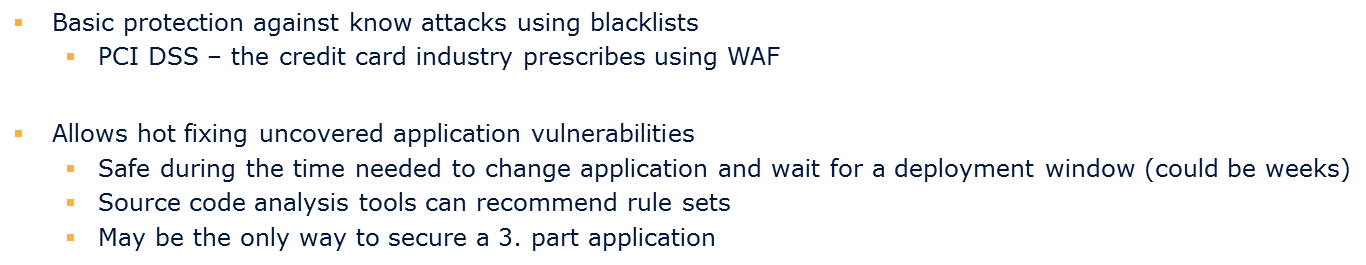 Basic protection against know attacks using blacklists
PCI DSS – the credit card industry prescribes using WAF
Allows hot fixing uncovered application vulnerabilities
Safe during the time needed to change application and wait for a deployment window (could be weeks)
Source code analysis tools can recommend rule sets
May be the only way to secure a 3. part application